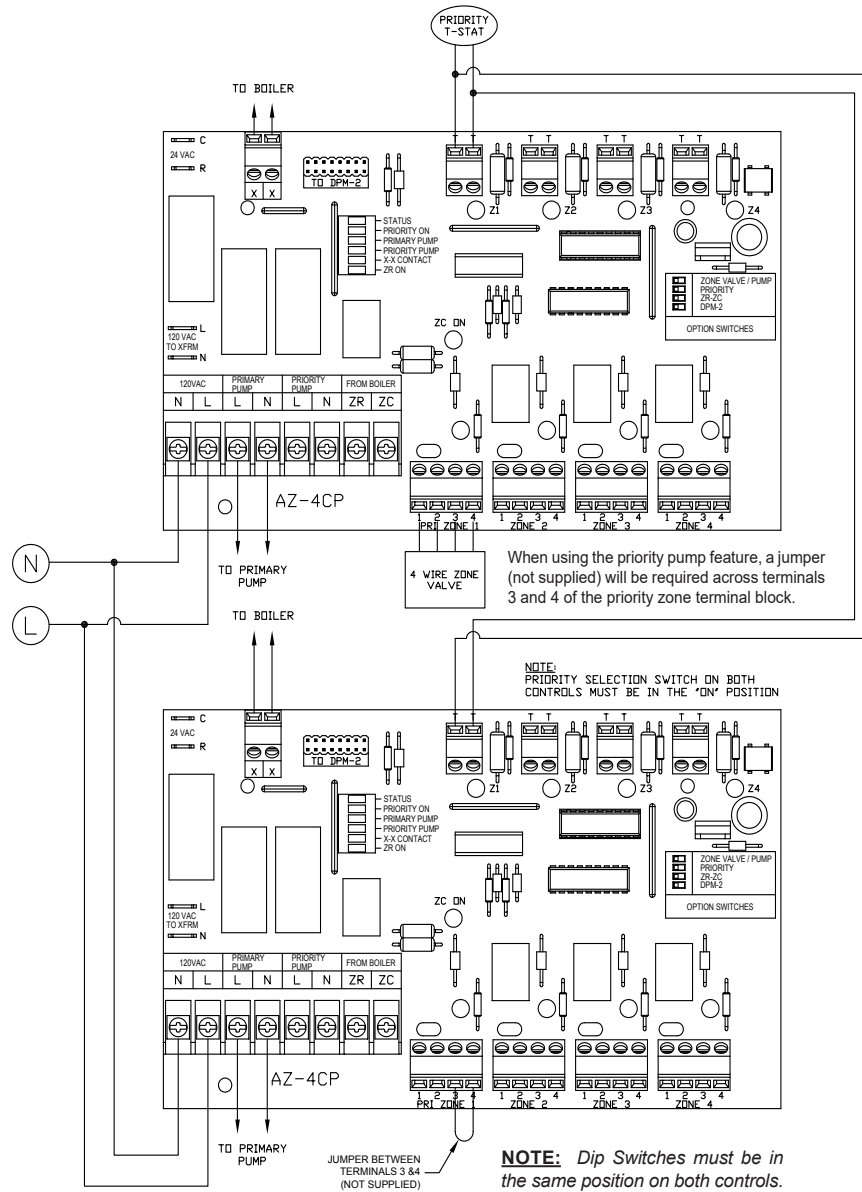 PRIORITY
T-STAT
TO BOILER
C
24 VAC
R
X X
TO DPM-2
STATUS
PRIORITY ON
PRIMARY PUMP
PRIORITY PUMP
X-X CONTACT
ZR ON
T T
T T
T T
T T
Z1
Z2
Z3
Z4
ZONE VALVE / PUMP
PRIORITY
ZR-ZC
DPM-2
OPTION SWITCHES
L
120 VAC
TO XFRM
N
ZC ON
120VAC
PRIMARY
PUMP
PRIORITY
PUMP
FROM BOILER
N L L N L N ZR ZC
AZ-4CP
1 2 3 4
PRI ZONE 1
1 2 3 4
ZONE 2
1 2 3 4
ZONE 3
1 2 3 4
ZONE 4
N
L
TO PRIMARY
PUMP
4 WIRE ZONE
VALVE
When using the priority pump feature, a jumper
(not supplied) will be required across terminals
3 and 4 of the priority zone terminal block.
TO BOILER
NOTE:
PRIORITY SELECTION SWITCH ON BOTH
CONTROLS MUST BE IN THE "ON" POSITION
C
24 VAC
R
X X
TO DPM-2
STATUS
PRIORITY ON
PRIMARY PUMP
PRIORITY PUMP
X-X CONTACT
ZR ON
T T
T T
T T
T T
Z1
Z2
Z3
Z4
ZONE VALVE / PUMP
PRIORITY
ZR-ZC
DPM-2
OPTION SWITCHES
L
120 VAC
TO XFRM
N
ZC ON
120VAC
PRIMARY
PUMP
PRIORITY
PUMP
FROM BOILER
N L L N L N ZR ZC
AZ-4CP
1 2 3 4
PRI ZONE 1
1 2 3 4
ZONE 2
1 2 3 4
ZONE 3
1 2 3 4
ZONE 4
TO PRIMARY
PUMP
JUMPER BETWEEN
TERMINALS 3 &4
(NOT SUPPLIED)
NOTE: Dip Switches must be in
the same position on both controls.